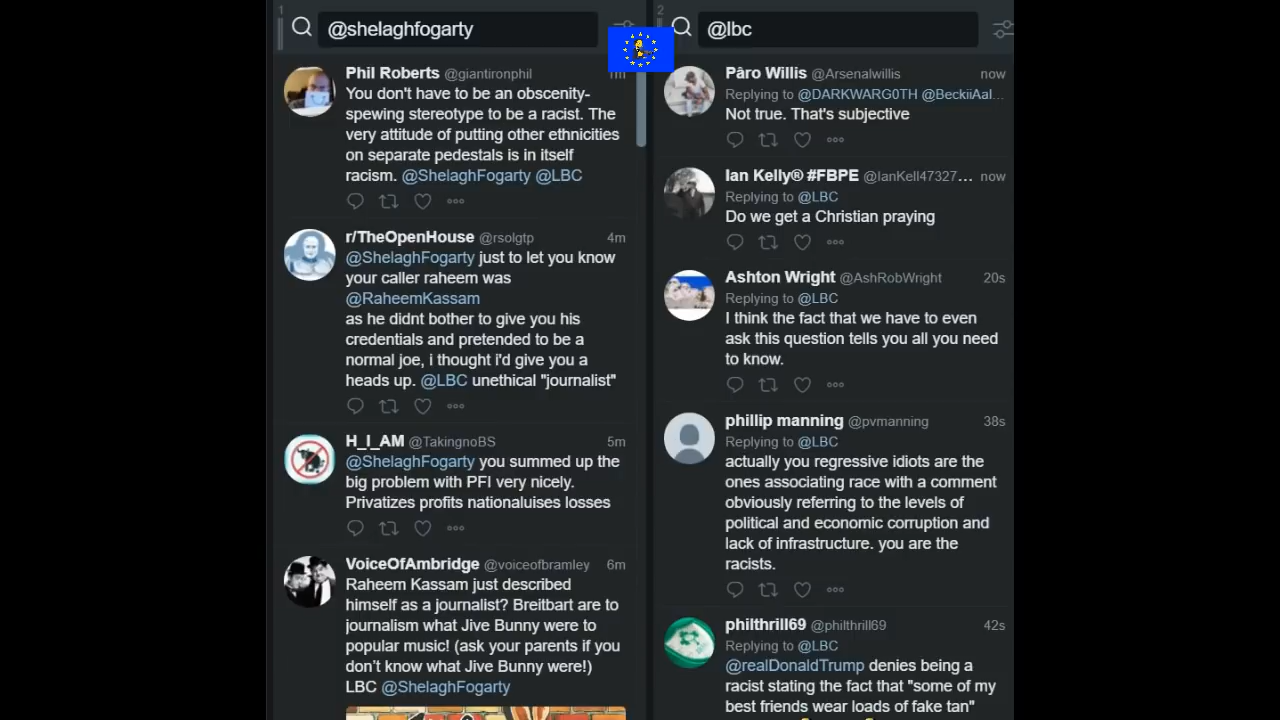 1
@shelaghfogarty
Phil Roberts @giantironphil 1m
You don't have to be an obscenity-
spewing stereotype to be a racist. The
very attitude of putting other ethnicities
on separate pedestals is in itself
racism. @ShelaghFogarty @LBC
r/TheOpenHouse @rsolgtp 4m
@ShelaghFogarty just to let you know
your caller raheem was
@RaheemKassam
as he didnt bother to give you his
credentials and pretended to be a
normal joe, i thought i'd give you a
heads up. @LBC unethical "journalist"
H_I_AM @TakingnoBS 5m
@ShelaghFogarty you summed up the
big problem with PFI very nicely.
Privatizes profits nationaluises losses
VoiceOfAmbridge @voiceofbramley 6m
Raheem Kassam just described
himself as a journalist? Breitbart are to
journalism what Jive Bunny were to
popular music! (ask your parents if you
don't know what Jive Bunny were!)
LBC @ShelaghFogarty
2
@lbc
Pâro Willis @Arsenalwillis now
Replying to @DARKWARG0TH @BeckiiAal...
Not true. That's subjective
Ian Kelly® #FBPE @IanKell47327... now
Replying to @LBC
Do we get a Christian praying
Ashton Wright @AshRobWright 20s
Replying to @LBC
I think the fact that we have to even
ask this question tells you all you need
to know.
phillip manning @pvmanning 38s
Replying to @LBC
actually you regressive idiots are the
ones associating race with a comment
obviously referring to the levels of
political and economic corruption and
lack of infrastructure. you are the
racists.
philthrill69 @philthrill69 42s
Replying to @LBC
@realDonaldTrump denies being a
racist stating the fact that "some of my
best friends wear loads of fake tan"